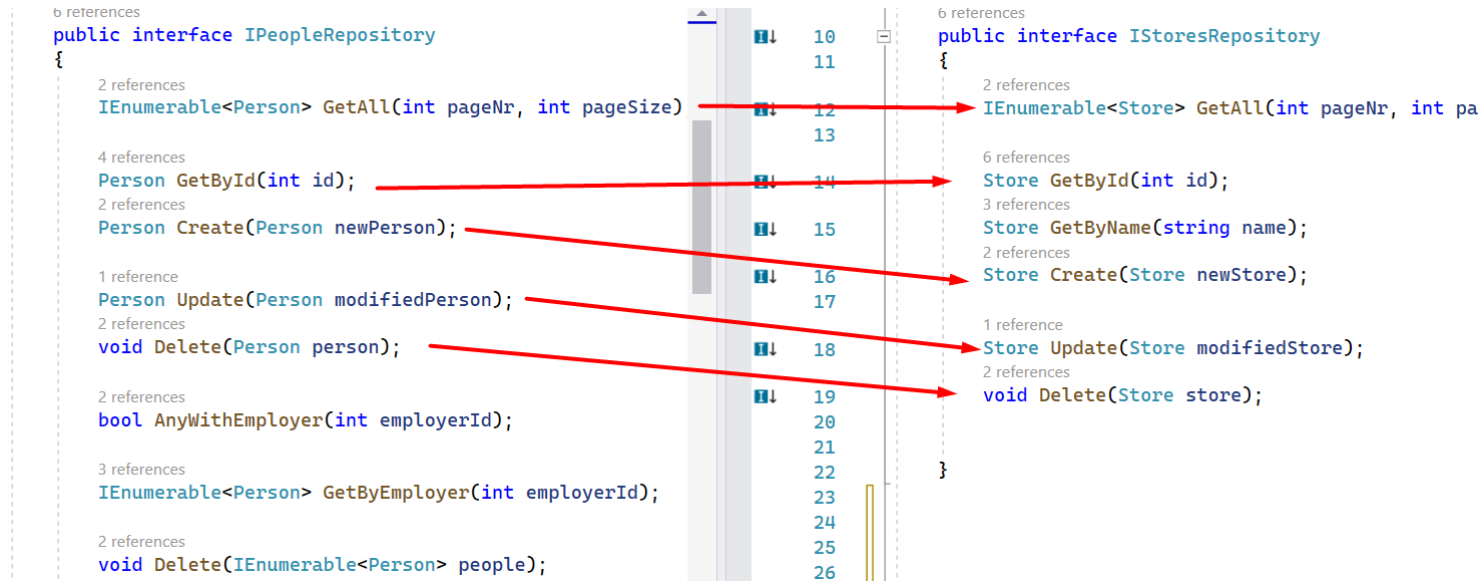 6 references
public interface IPeopleRepository
{
2 references
IEnumerable<Person> GetAll(int pageNr, int pageSize)
4 references
Person GetById(int id);
2 references
Person Create(Person newPerson);
1 reference
Person Update(Person modifiedPerson);
2 references
void Delete(Person person);
2 references
bool AnyWithEmployer(int employerId);
3 references
IEnumerable<Person> GetByEmployer(int employerId);
2 references
void Delete(IEnumerable<Person> people);
10
11
12
13
14
15
16
17
18
19
20
21
22
23
24
25
26
6 references
public interface IStoresRepository
{
2 references
IEnumerable<Store> GetAll(int pageNr, int pa
6 references
Store GetById(int id);
3 references
Store GetByName(string name);
2 references
Store Create(Store newStore);
1 reference
Store Update(Store modifiedStore);
2 references
void Delete(Store store);
}